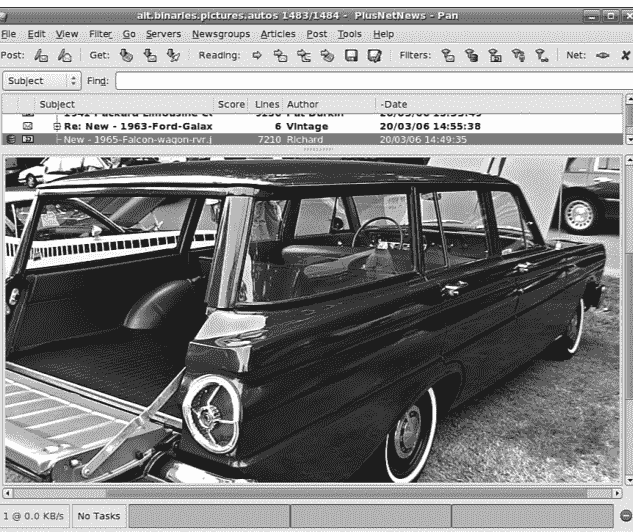 alt.binaries.pictures.autos 1483/1484 - PlusNetNews - Pan
File Edit View Filter Go Servers Newsgroups Articles Post Tools Help
Post: Get: Reading: Filters: Net:
Subject Find:
Subject Score Lines Author -Date
Re: New - 1963-Ford-Galax 6 Vintage 20/03/06 14:55:38
New - 1965-Falcon-wagon-rvr.j 7210 Richard 20/03/06 14:49:35
1 @ 0.0 KB/s No Tasks